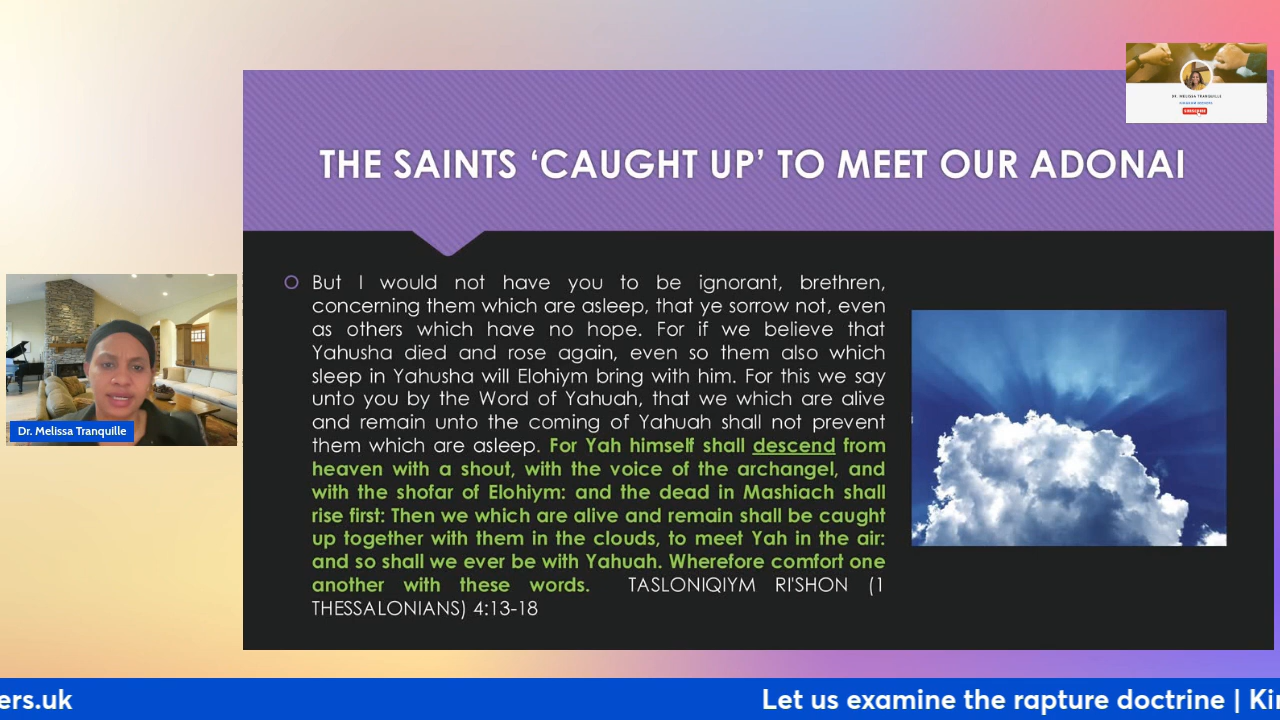 DR. MELISSA TRANQUILLE
SUBSCRIBE
THE SAINTS ‘CAUGHT UP’ TO MEET OUR ADONAI
But I would not have you to be ignorant, brethren,
concerning them which are asleep, that ye sorrow not, even
as others which have no hope. For if we believe that
Yahusha died and rose again, even so them also which
sleep in Yahusha will Elohiym bring with him. For this we say
unto you by the Word of Yahuah, that we which are alive
and remain unto the coming of Yahuah shall not prevent
them which are asleep. For Yah himself shall descend from
heaven with a shout, with the voice of the archangel, and
with the shofar of Elohiym: and the dead in Mashiach shall
rise first: Then we which are alive and remain shall be caught
up together with them in the clouds, to meet Yah in the air:
and so shall we ever be with Yahuah. Wherefore comfort one
another with these words. TASLONIQIYM RI'SHON (1
THESSALONIANS) 4:13-18
Dr. Melissa Tranquille
ers.uk Let us examine the rapture doctrine | Ki